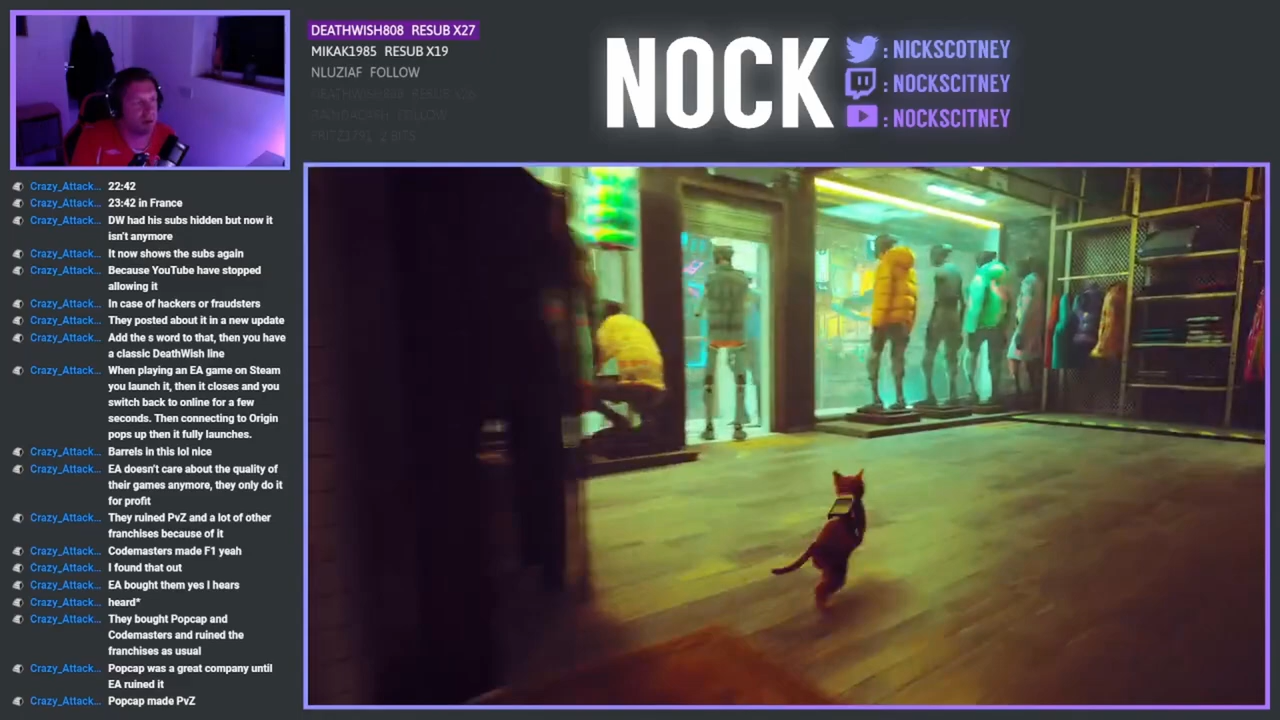 DEATHWISH808 RESUB X27
MIKAK1985 RESUB X19
NLUZIAF FOLLOW
DEATHWISH808 RESUB X26
FOLLOW
FRITZ3791 2 BITS
NOCK
: NICKSCOTNEY
: NOCKSCITNEY
: NOCKSCITNEY
Crazy_Attack... 22:42
Crazy_Attack... 23:42 in France
Crazy_Attack... DW had his subs hidden but now it
isn't anymore
Crazy_Attack... It now shows the subs again
Crazy_Attack... Because YouTube have stopped
allowing it
Crazy_Attack... In case of hackers or fraudsters
Crazy_Attack... They posted about it in a new update
Crazy_Attack... Add the s word to that, then you have
a classic DeathWish line
Crazy_Attack... When playing an EA game on Steam
you launch it, then it closes and you
switch back to online for a few
seconds. Then connecting to Origin
pops up then it fully launches.
Crazy_Attack... Barrels in this lol nice
Crazy_Attack... EA doesn't care about the quality of
their games anymore, they only do it
for profit
Crazy_Attack... They ruined PvZ and a lot of other
franchises because of it
Crazy_Attack... Codemasters made F1 yeah
Crazy_Attack... I found that out
Crazy_Attack... EA bought them yes I hears
Crazy_Attack... heard*
Crazy_Attack... They bought Popcap and
Codemasters and ruined the
franchises as usual
Crazy_Attack... Popcap was a great company until
EA ruined it
Crazy_Attack... Popcap made PvZ